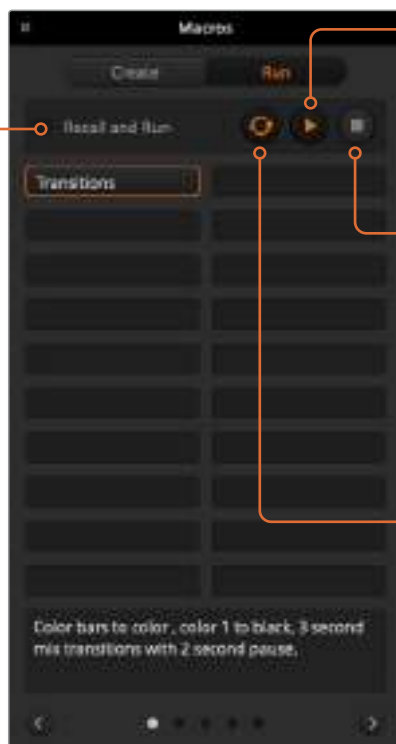 Macros
Create
Run
Recall and Run
Transitions
Color bars to color, color 1 to black, 3 second
mix transitions with 2 second pause.